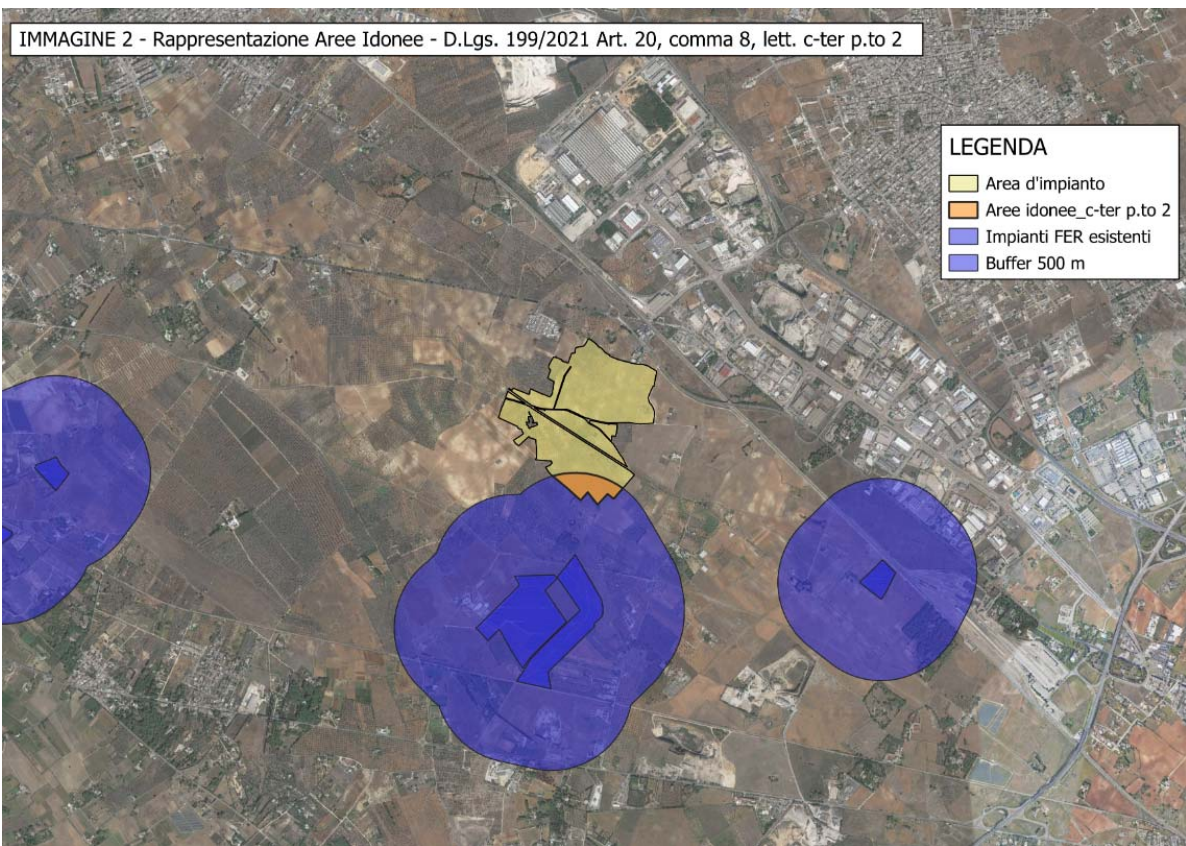 IMMAGINE 2 - Rappresentazione Aree Idonee - D.Lgs. 199/2021 Art. 20, comma 8, lett. c-ter p.to 2
LEGENDA
Area d'impianto
Aree idonee_c-ter p.to 2
Impianti FER esistenti
Buffer 500 m